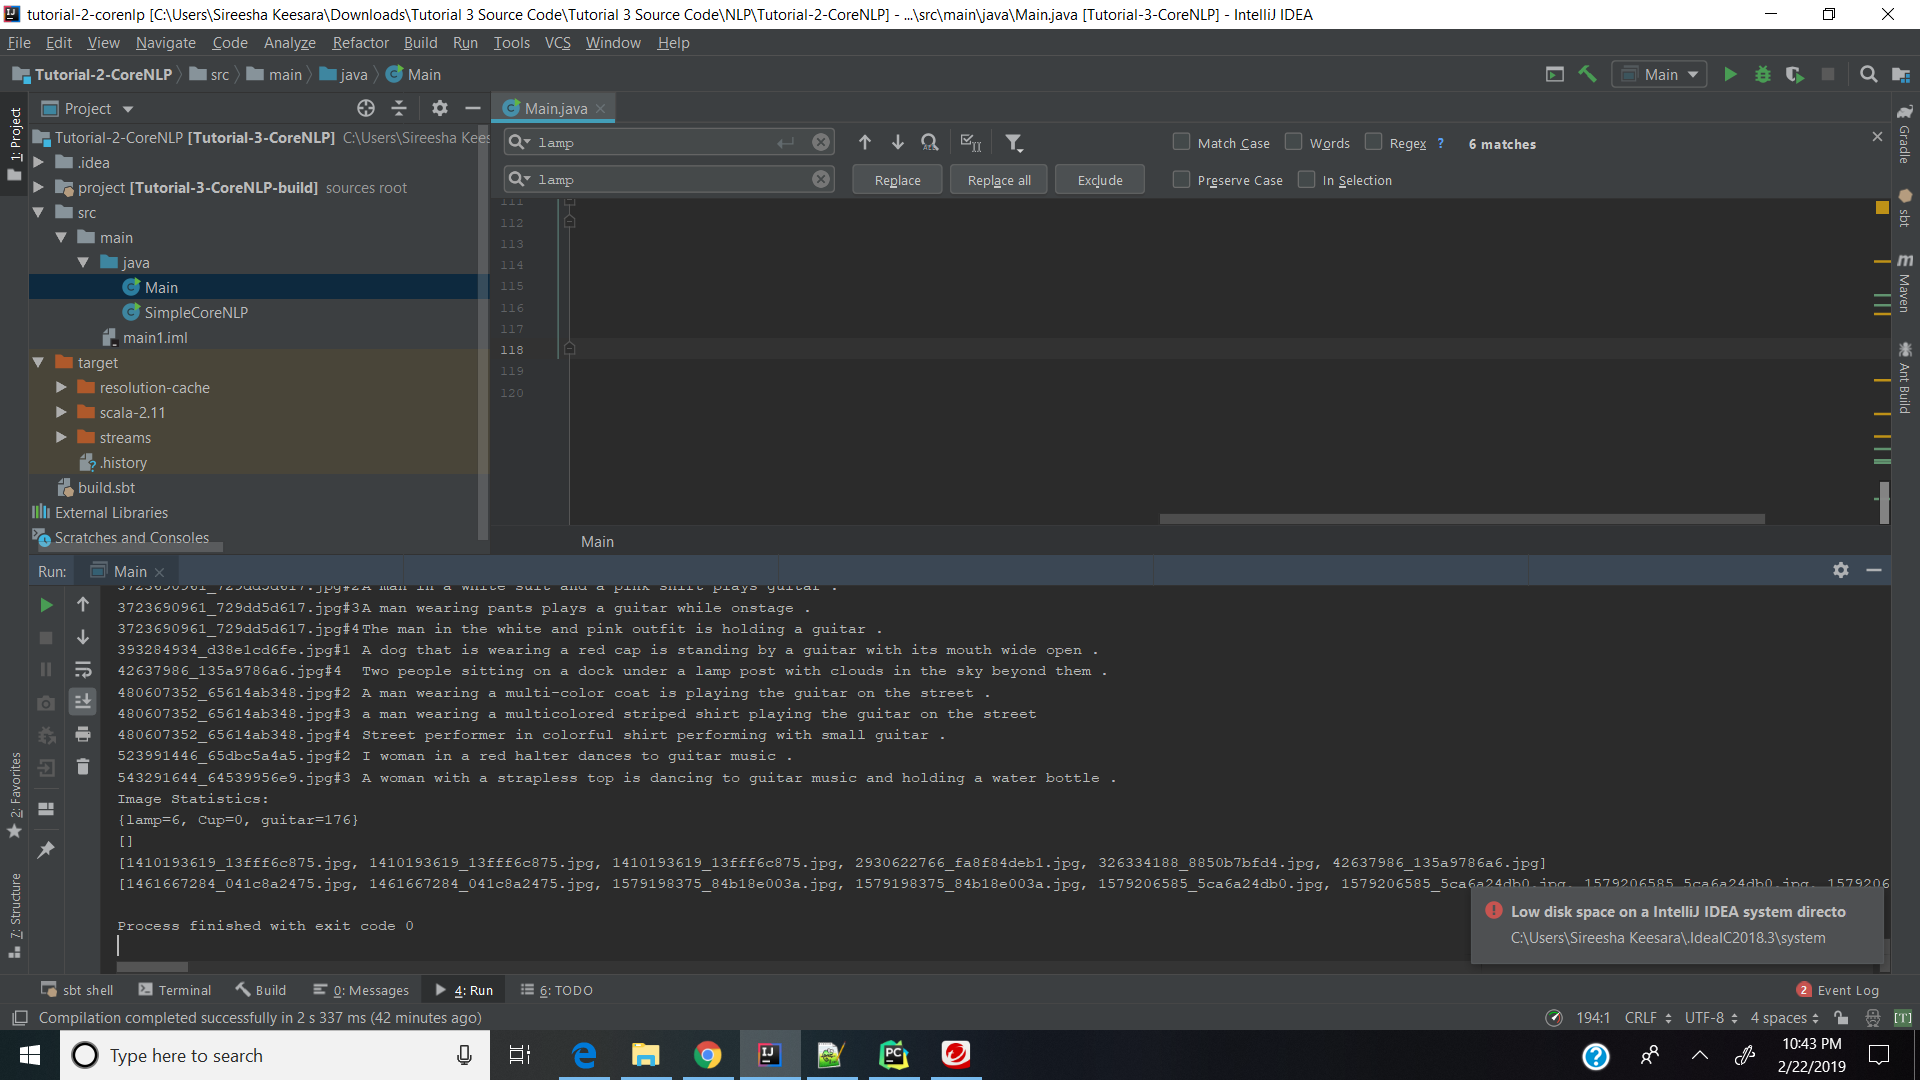 tutorial-2-corenlp [C:\Users\Sireesha Keesara\Downloads\Tutorial 3 Source Code\Tutorial 3 Source Code\NLP\Tutorial-2-CoreNLP] - ...\src\main\java\Main.java [Tutorial-3-CoreNLP] - IntelliJ IDEA
File Edit View Navigate Code Analyze Refactor Build Run Tools VCS Window Help
Tutorial-2-CoreNLP src main java Main
Main
1: Project
Project
Main.java
Tutorial-2-CoreNLP [Tutorial-3-CoreNLP] C:\Users\Sireesha Kees
.idea
project [Tutorial-3-CoreNLP-build] sources root
src
main
java
Main
SimpleCoreNLP
main1.iml
target
resolution-cache
scala-2.11
streams
.history
build.sbt
External Libraries
Scratches and Consoles
lamp
Match Case Words Regex ? 6 matches
lamp
Replace Replace all Exclude Preserve Case In Selection
111
112
113
114
115
116
117
118
119
120
Main
Gradle
sbt
Maven
Ant Build
Run: Main
3723690961_729dd5d617.jpg#2 A man in a white suit and a pink shirt plays guitar .
3723690961_729dd5d617.jpg#3 A man wearing pants plays a guitar while onstage .
3723690961_729dd5d617.jpg#4 The man in the white and pink outfit is holding a guitar .
393284934_d38e1cd6fe.jpg#1 A dog that is wearing a red cap is standing by a guitar with its mouth wide open .
42637986_135a9786a6.jpg#4 Two people sitting on a dock under a lamp post with clouds in the sky beyond them .
480607352_65614ab348.jpg#2 A man wearing a multi-color coat is playing the guitar on the street .
480607352_65614ab348.jpg#3 a man wearing a multicolored striped shirt playing the guitar on the street
480607352_65614ab348.jpg#4 Street performer in colorful shirt performing with small guitar .
523991446_65dbc5a4a5.jpg#2 I woman in a red halter dances to guitar music .
543291644_64539956e9.jpg#3 A woman with a strapless top is dancing to guitar music and holding a water bottle .
Image Statistics:
{lamp=6, Cup=0, guitar=176}
[]
[1410193619_13fff6c875.jpg, 1410193619_13fff6c875.jpg, 1410193619_13fff6c875.jpg, 2930622766_fa8f84deb1.jpg, 326334188_8850b7bfd4.jpg, 42637986_135a9786a6.jpg]
[1461667284_041c8a2475.jpg, 1461667284_041c8a2475.jpg, 1579198375_84b18e003a.jpg, 1579198375_84b18e003a.jpg, 1579206585_5ca6a24db0.jpg, 1579206585_5ca6a24db0.jpg, 1579206585_5ca6a24db0.jpg, 1579206
Process finished with exit code 0
Low disk space on a IntelliJ IDEA system directo
C:\Users\Sireesha Keesara\.IdeaIC2018.3\system
2: Favorites
7: Structure
sbt shell Terminal Build 0: Messages 4: Run 6: TODO 2 Event Log
Compilation completed successfully in 2 s 337 ms (42 minutes ago) 194:1 CRLF UTF-8 4 spaces [T]
Type here to search
10:43 PM
2/22/2019